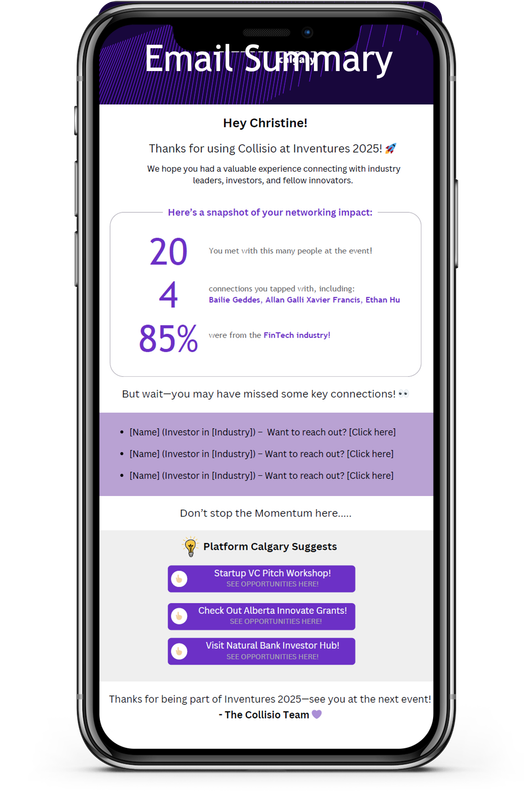 Email Summary
Calgary
Hey Christine!
Thanks for using Collisio at Inventures 2025! 🚀
We hope you had a valuable experience connecting with industry
leaders, investors, and fellow innovators.
Here's a snapshot of your networking impact:
20
You met with this many people at the event!
4
connections you tapped with, including:
Bailie Geddes, Allan Galli Xavier Francis, Ethan Hu
85%
were from the FinTech industry!
But wait—you may have missed some key connections! 👀
• [Name] (Investor in [Industry]) – Want to reach out? [Click here]
• [Name] (Investor in [Industry]) – Want to reach out? [Click here]
• [Name] (Investor in [Industry]) – Want to reach out? [Click here]
Don't stop the Momentum here.....
Platform Calgary Suggests
Startup VC Pitch Workshop!
SEE OPPORTUNITIES HERE!
Check Out Alberta Innovate Grants!
SEE OPPORTUNITIES HERE!
Visit Natural Bank Investor Hub!
SEE OPPORTUNITIES HERE!
Thanks for being part of Inventures 2025—see you at the next event!
- The Collisio Team 💜